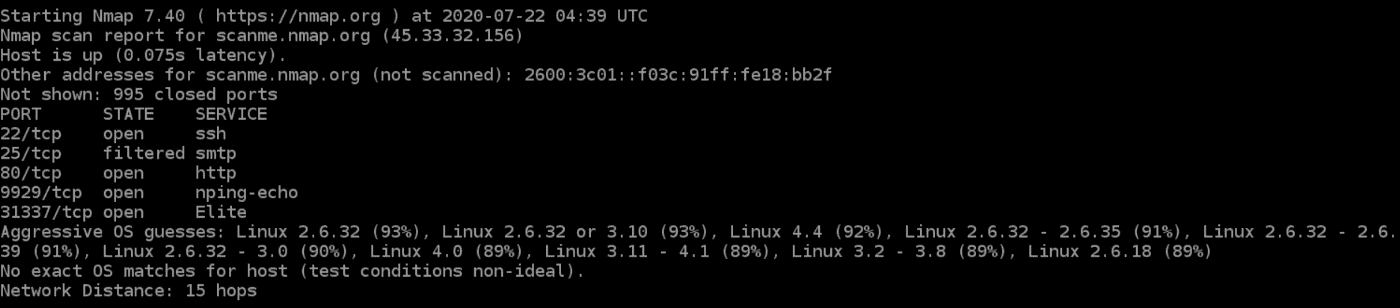 Starting Nmap 7.40 ( https://nmap.org ) at 2020-07-22 04:39 UTC
Nmap scan report for scanme.nmap.org (45.33.32.156)
Host is up (0.075s latency).
Other addresses for scanme.nmap.org (not scanned): 2600:3c01::f03c:91ff:fe18:bb2f
Not shown: 995 closed ports
PORT      STATE    SERVICE
22/tcp    open     ssh
25/tcp    filtered smtp
80/tcp    open     http
9929/tcp  open     nping-echo
31337/tcp open     Elite
Aggressive OS guesses: Linux 2.6.32 (93%), Linux 2.6.32 or 3.10 (93%), Linux 4.4 (92%), Linux 2.6.32 - 2.6.35 (91%), Linux 2.6.32 - 2.6.
39 (91%), Linux 2.6.32 - 3.0 (90%), Linux 4.0 (89%), Linux 3.11 - 4.1 (89%), Linux 3.2 - 3.8 (89%), Linux 2.6.18 (89%)
No exact OS matches for host (test conditions non-ideal).
Network Distance: 15 hops